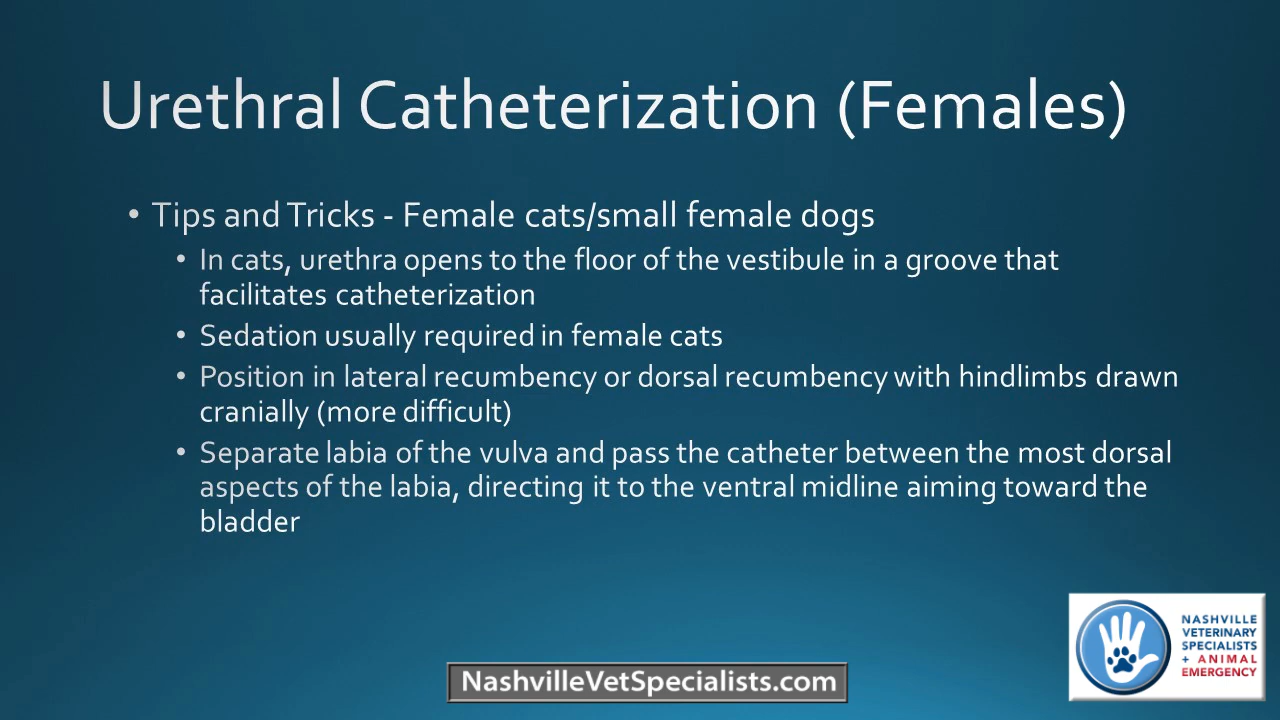 Urethral Catheterization (Females)
• Tips and Tricks - Female cats/small female dogs
• In cats, urethra opens to the floor of the vestibule in a groove that
facilitates catheterization
• Sedation usually required in female cats
• Position in lateral recumbency or dorsal recumbency with hindlimbs drawn
cranially (more difficult)
• Separate labia of the vulva and pass the catheter between the most dorsal
aspects of the labia, directing it to the ventral midline aiming toward the
bladder
NASHVILLE
VETERINARY
SPECIALISTS
+ ANIMAL
EMERGENCY
NashvilleVetSpecialists.com